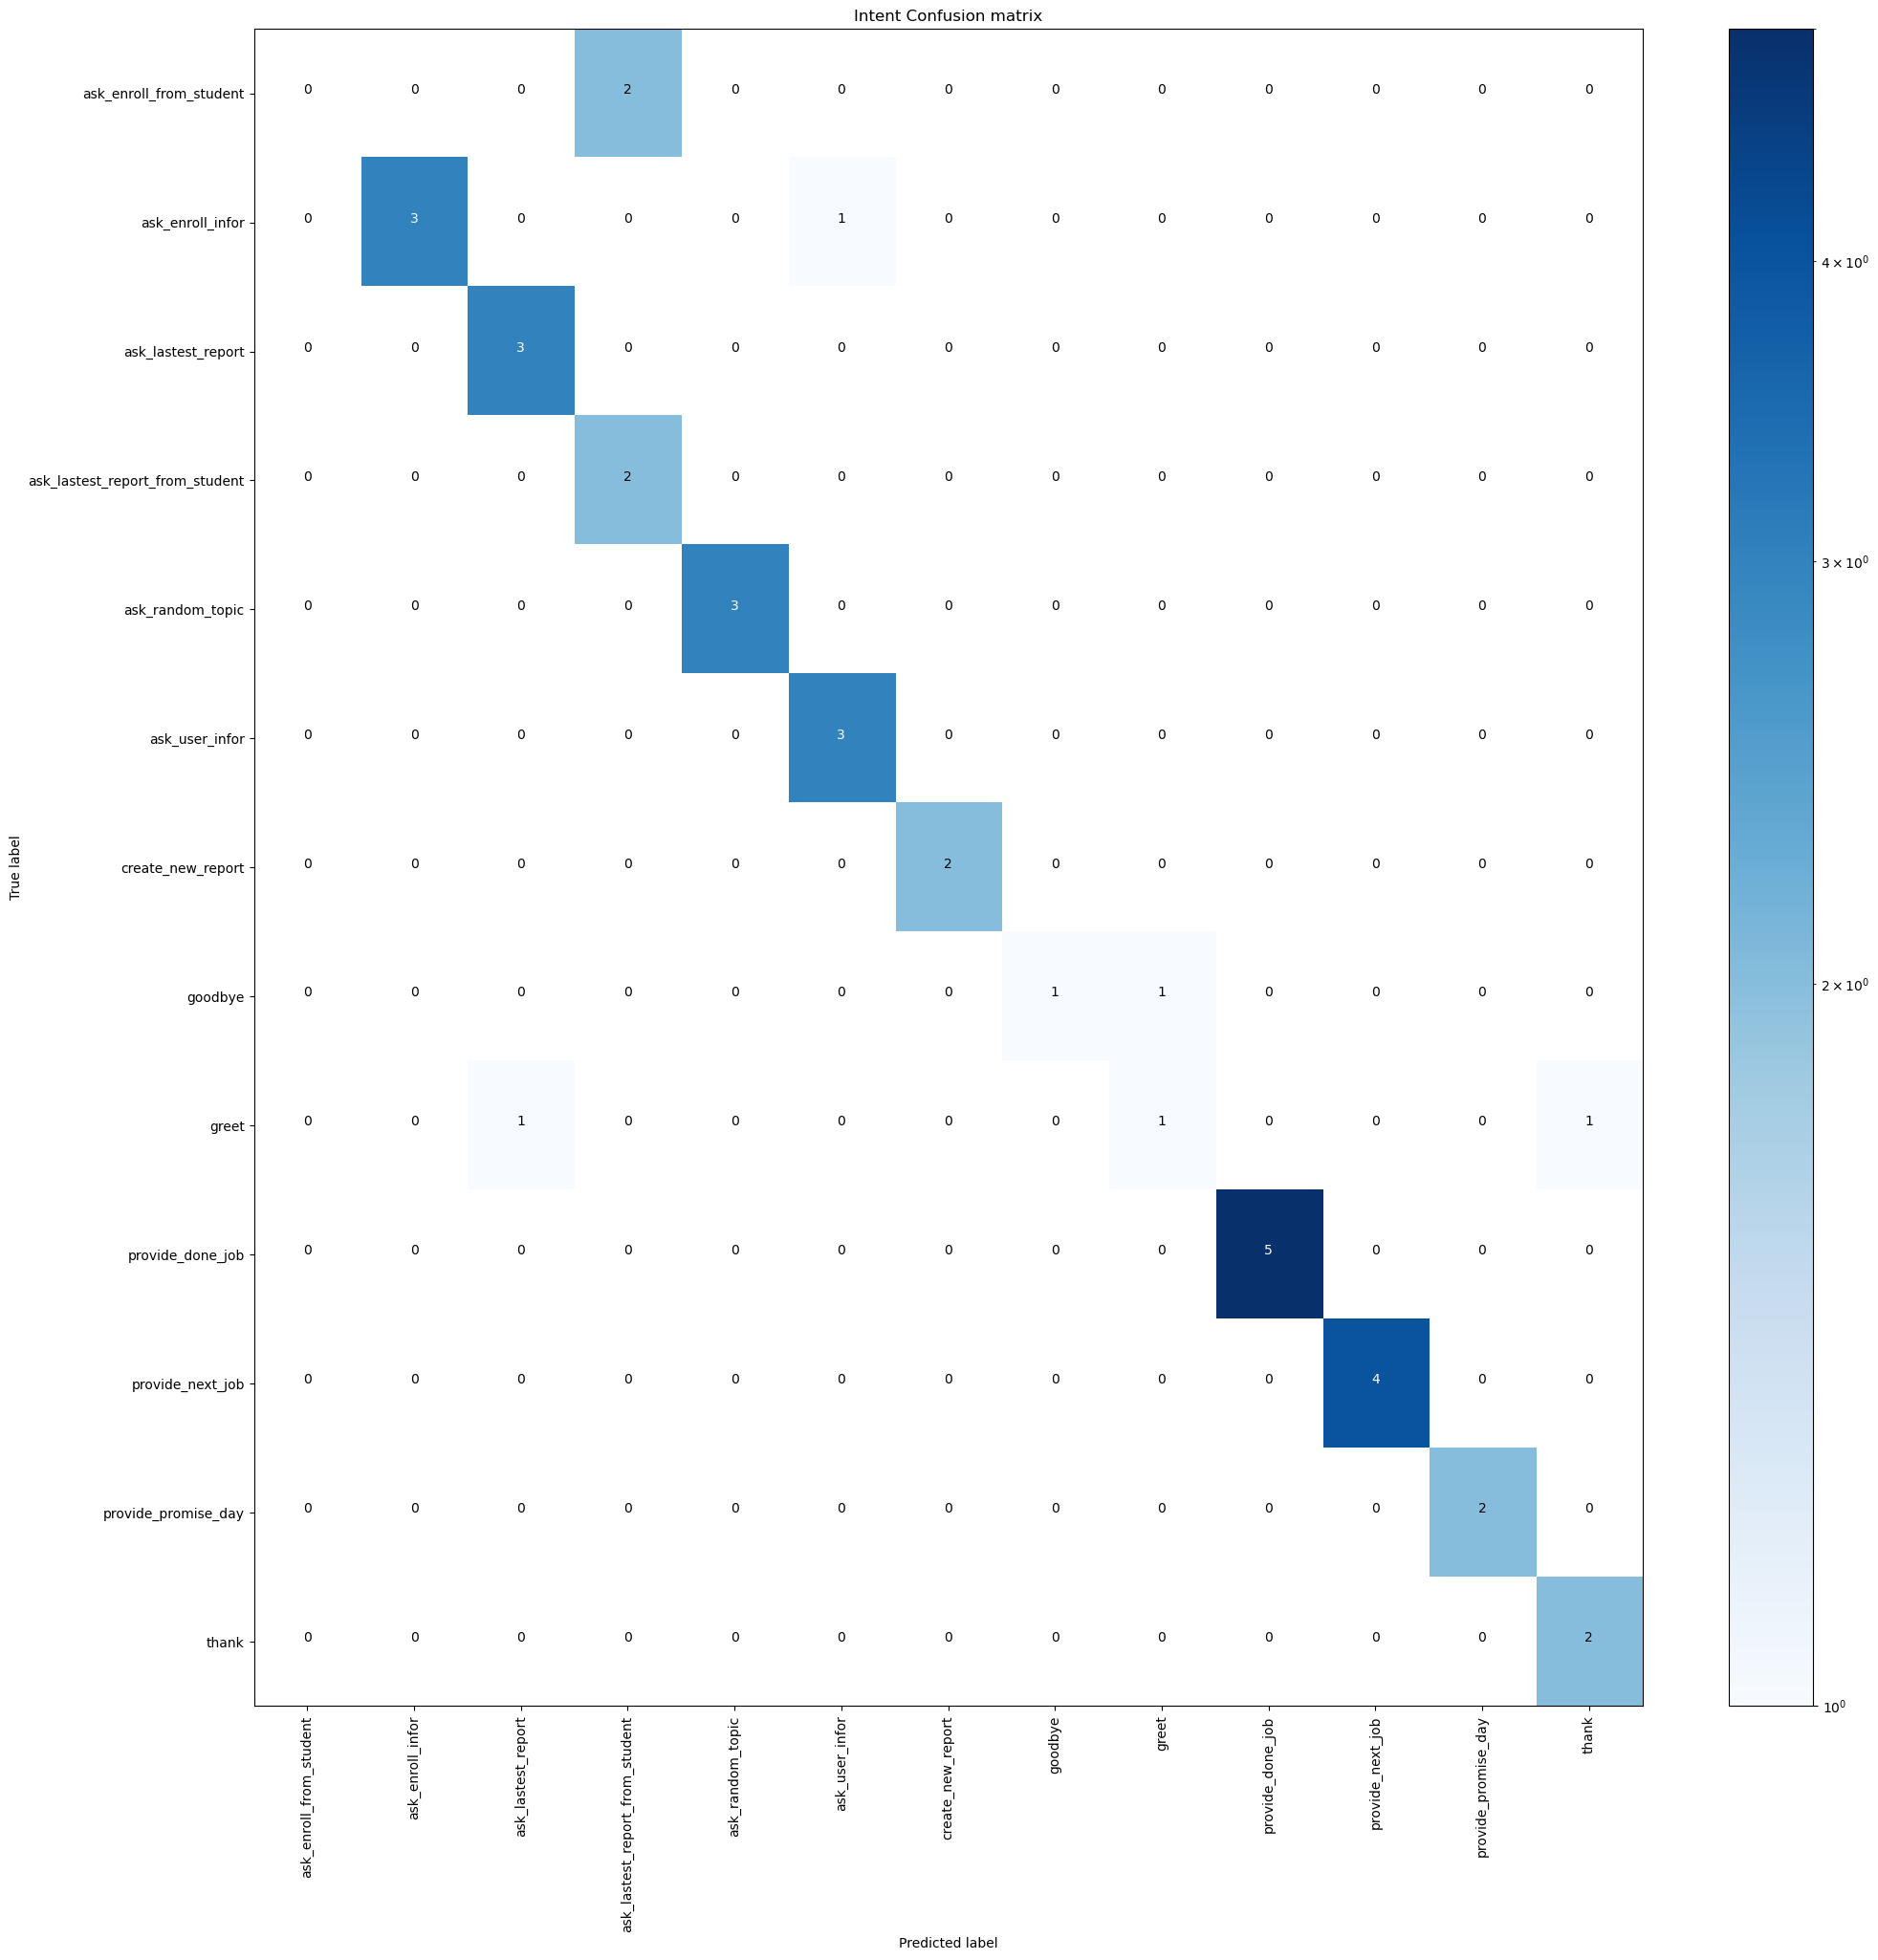 Intent Confusion matrix
True label
ask_enroll_from_student 0 0 0 2 0 0 0 0 0 0 0 0 0
ask_enroll_infor 0 3 0 0 0 1 0 0 0 0 0 0 0
ask_lastest_report 0 0 3 0 0 0 0 0 0 0 0 0 0
ask_lastest_report_from_student 0 0 0 2 0 0 0 0 0 0 0 0 0
ask_random_topic 0 0 0 0 3 0 0 0 0 0 0 0 0
ask_user_infor 0 0 0 0 0 3 0 0 0 0 0 0 0
create_new_report 0 0 0 0 0 0 2 0 0 0 0 0 0
goodbye 0 0 0 0 0 0 0 1 1 0 0 0 0
greet 0 0 1 0 0 0 0 0 1 0 0 0 1
provide_done_job 0 0 0 0 0 0 0 0 0 5 0 0 0
provide_next_job 0 0 0 0 0 0 0 0 0 0 4 0 0
provide_promise_day 0 0 0 0 0 0 0 0 0 0 0 2 0
thank 0 0 0 0 0 0 0 0 0 0 0 0 2
ask_enroll_from_student
ask_enroll_infor
ask_lastest_report
ask_lastest_report_from_student
ask_random_topic
ask_user_infor
create_new_report
goodbye
greet
provide_done_job
provide_next_job
provide_promise_day
thank
Predicted label
4 × 10⁰
3 × 10⁰
2 × 10⁰
10⁰